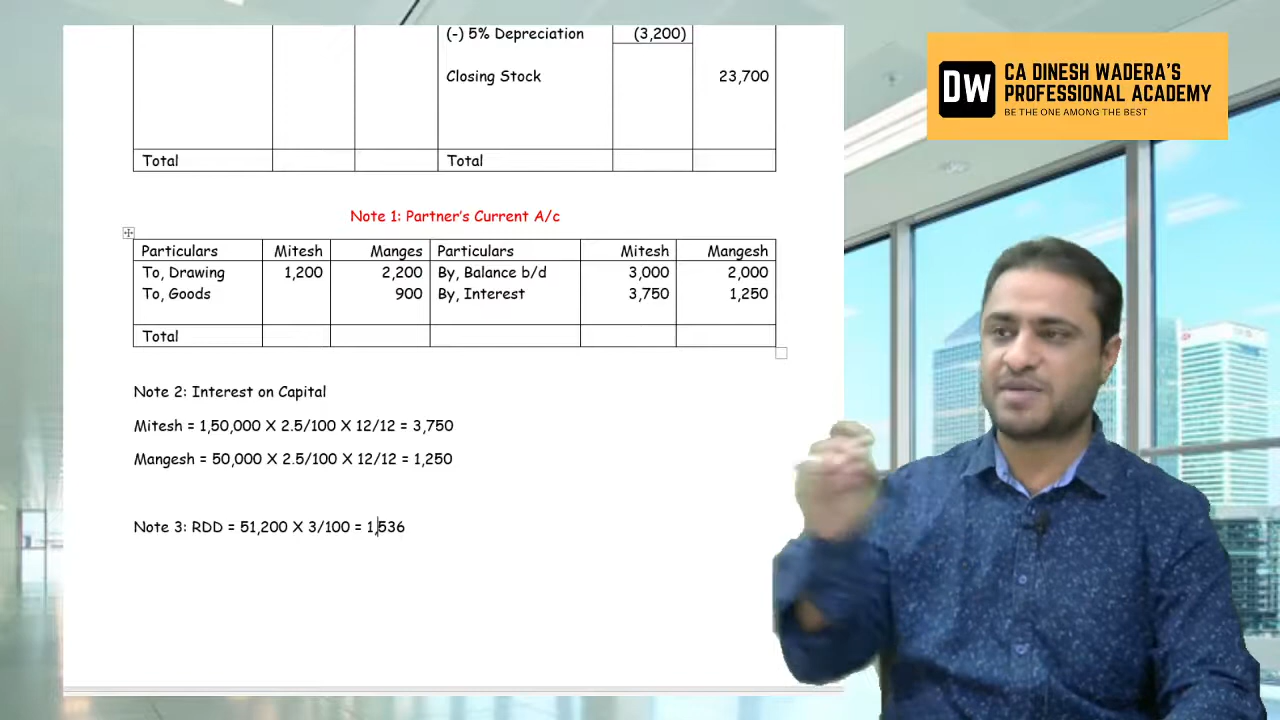 (-) 5% Depreciation (3,200)
Closing Stock 23,700
Total Total
Note 1: Partner's Current A/c
Particulars Mitesh Manges Particulars Mitesh Mangesh
To, Drawing 1,200 2,200 By, Balance b/d 3,000 2,000
To, Goods 900 By, Interest 3,750 1,250
Total
Note 2: Interest on Capital
Mitesh = 1,50,000 X 2.5/100 X 12/12 = 3,750
Mangesh = 50,000 X 2.5/100 X 12/12 = 1,250
Note 3: RDD = 51,200 X 3/100 = 1,536
DW
CA DINESH WADERA'S
PROFESSIONAL ACADEMY
BE THE ONE AMONG THE BEST